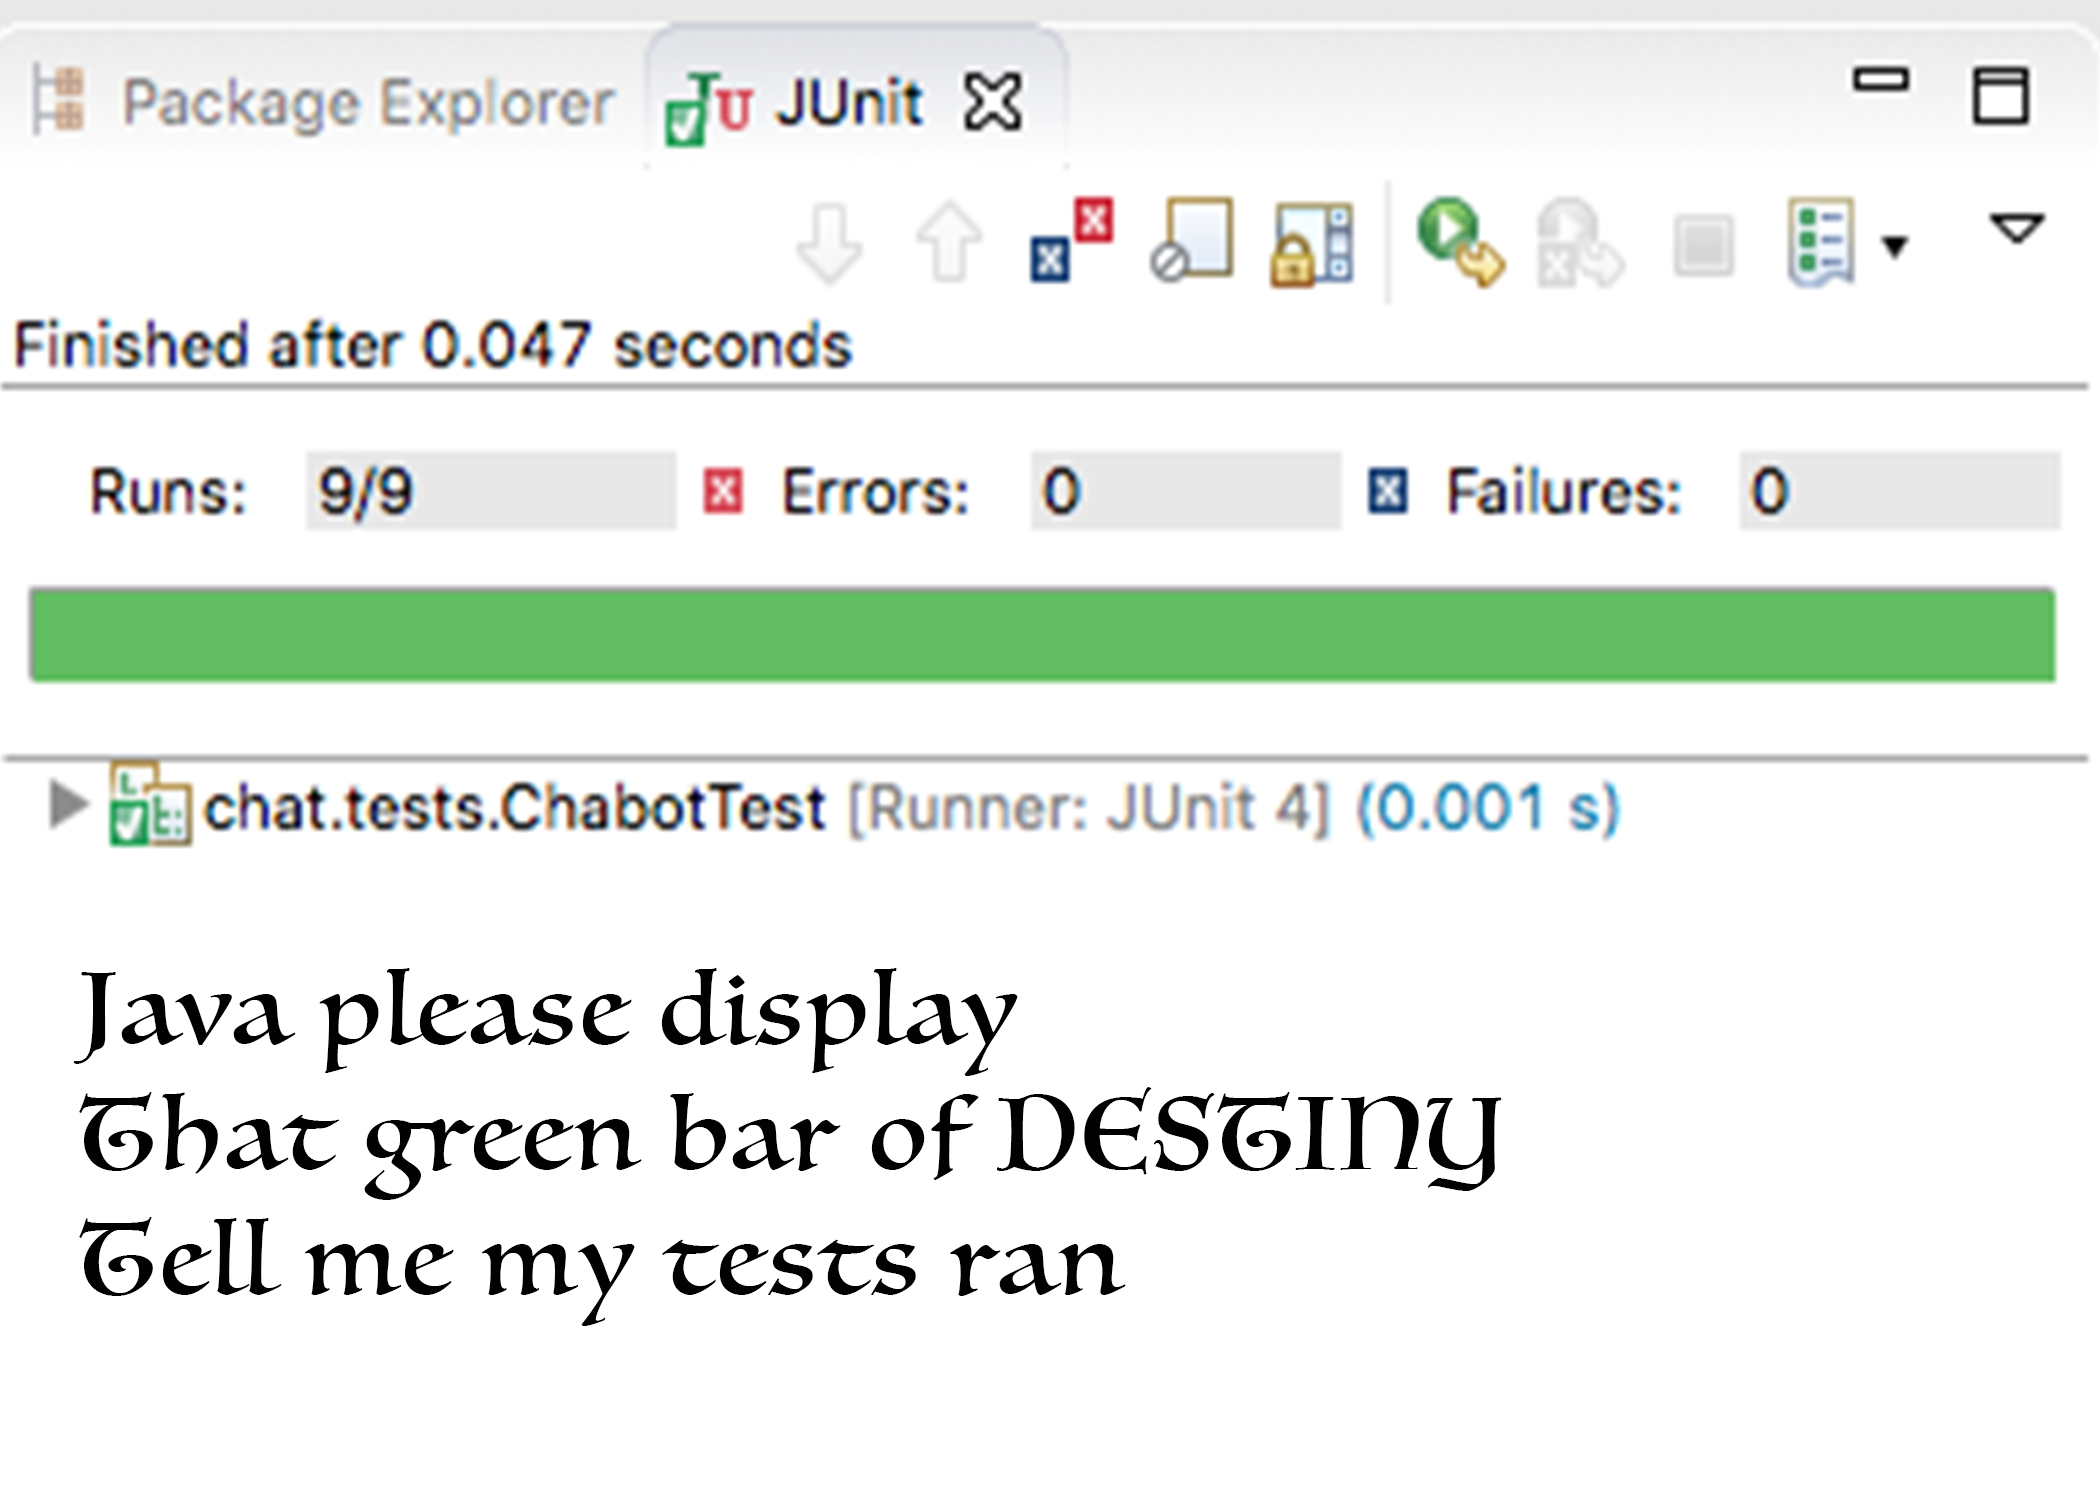 Package Explorer JUnit
Finished after 0.047 seconds
Runs: 9/9 Errors: 0 Failures: 0
chat.tests.ChabotTest [Runner: JUnit 4] (0.001 s)
Java please display
That green bar of DESTINY
Tell me my tests ran